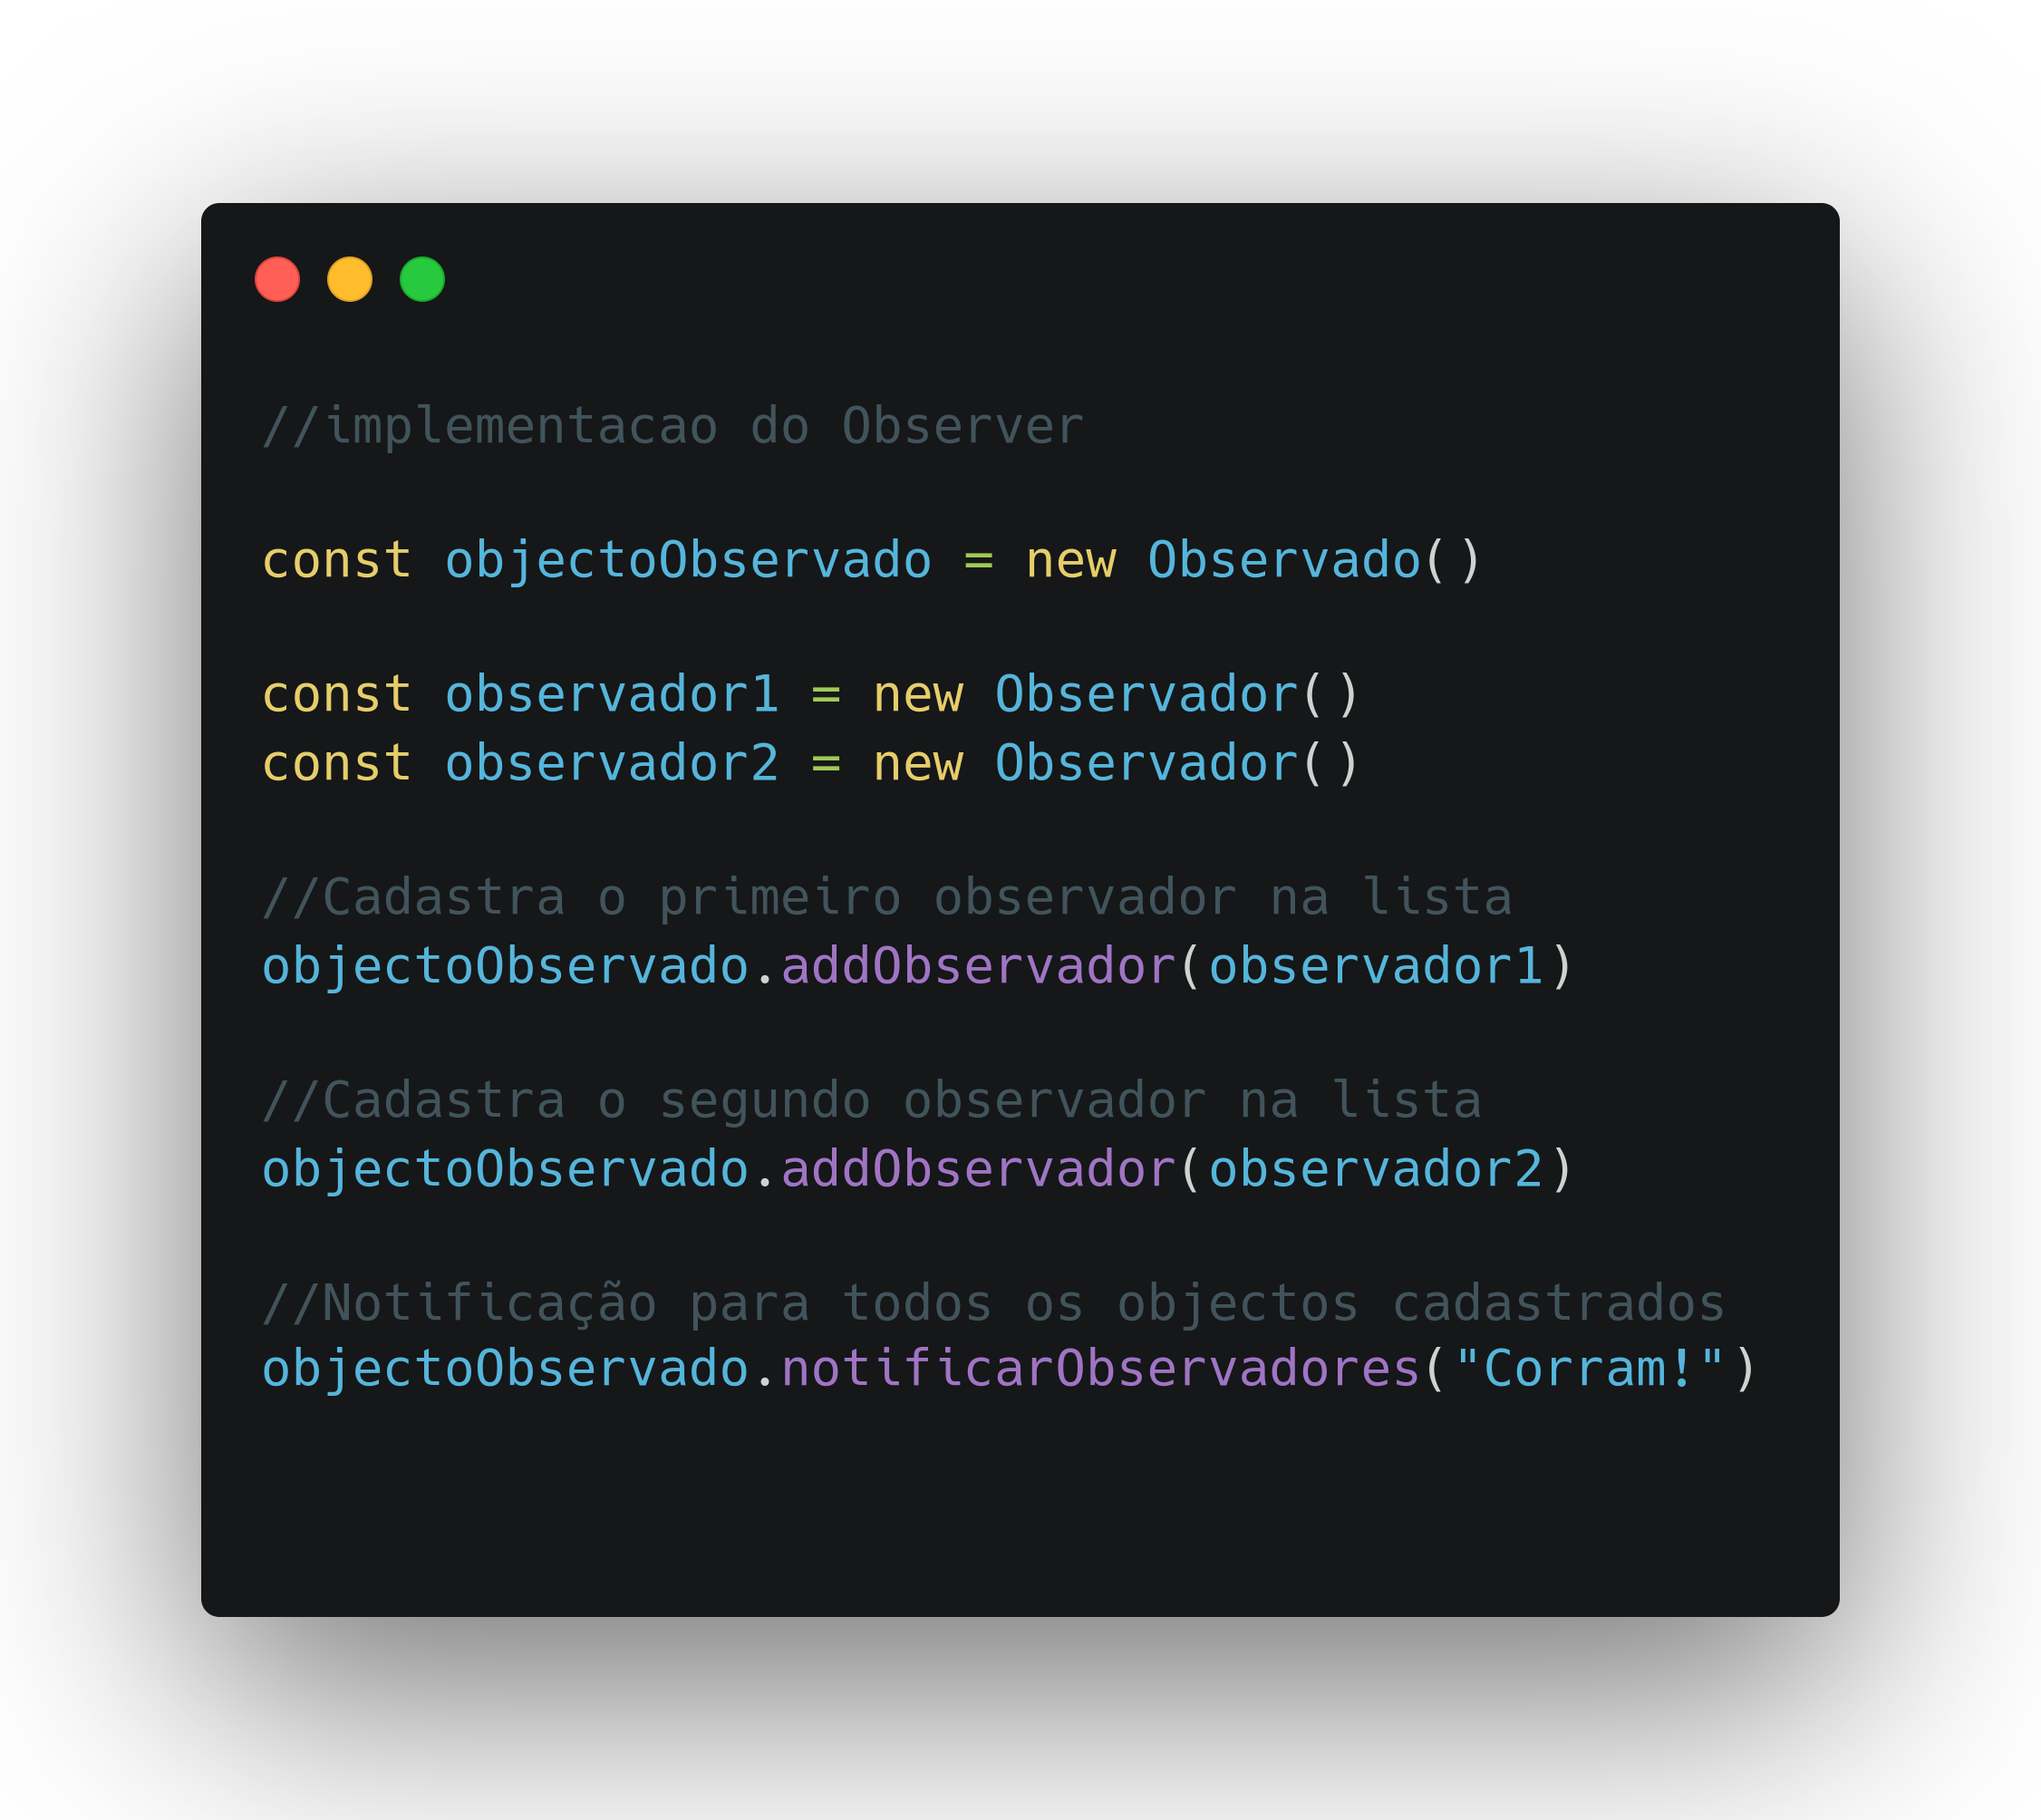 //implementacao do Observer
const objectoObservado = new Observado()
const observador1 = new Observador()
const observador2 = new Observador()
//Cadastra o primeiro observador na lista
objectoObservado.addObservador(observador1)
//Cadastra o segundo observador na lista
objectoObservado.addObservador(observador2)
//Notificação para todos os objectos cadastrados
objectoObservado.notificarObservadores("Corram!")